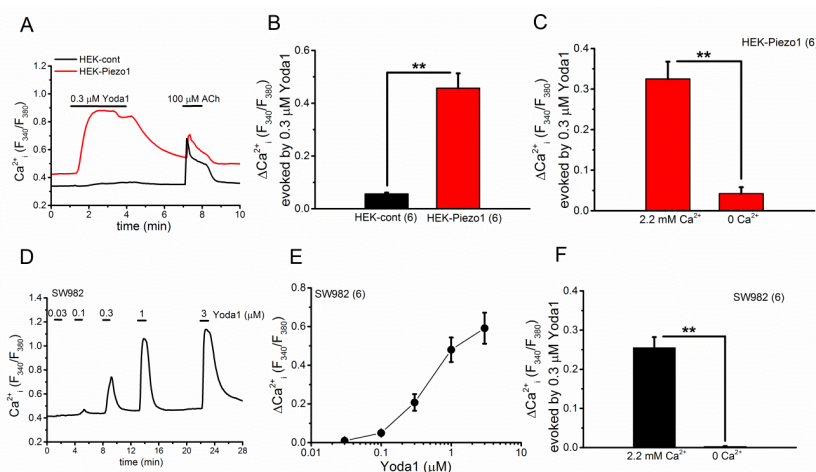 A
HEK-cont
HEK-Piezo1
0.3 μM Yoda1
100 μM ACh
Ca²⁺ᵢ (F₃₄₀/F₃₈₀)
1.2
1.0
0.8
0.6
0.4
0.2
0 2 4 6 8 10
time (min)
B
**
ΔCa²⁺ᵢ (F₃₄₀/F₃₈₀)
evoked by 0.3 μM Yoda1
0.6
0.4
0.2
0.0
HEK-cont (6) HEK-Piezo1 (6)
C
HEK-Piezo1 (6)
**
ΔCa²⁺ᵢ (F₃₄₀/F₃₈₀)
evoked by 0.3 μM Yoda1
0.4
0.3
0.2
0.1
0.0
2.2 mM Ca²⁺ 0 Ca²⁺
D
SW982
0.03 0.1 0.3 1 3 Yoda1 (μM)
Ca²⁺ᵢ (F₃₄₀/F₃₈₀)
1.4
1.2
1.0
0.8
0.6
0.4
0.2
0 4 8 12 16 20 24 28
time (min)
E
SW982 (6)
ΔCa²⁺ᵢ (F₃₄₀/F₃₈₀)
0.8
0.6
0.4
0.2
0.0
0.01 0.1 1 10
Yoda1 (μM)
F
SW982 (6)
**
ΔCa²⁺ᵢ (F₃₄₀/F₃₈₀)
evoked by 0.3 μM Yoda1
0.4
0.3
0.2
0.1
0.0
2.2 mM Ca²⁺ 0 Ca²⁺